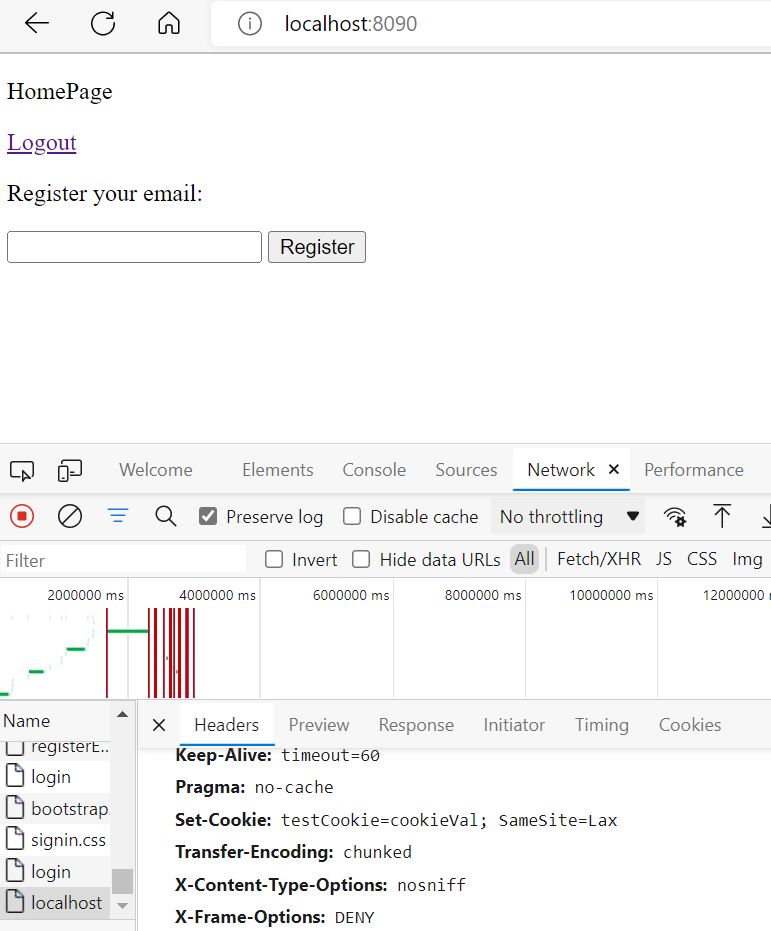 localhost:8090
HomePage
Logout
Register your email:
Register
Welcome Elements Console Sources Network Performance
Preserve log Disable cache No throttling
Filter Invert Hide data URLs All Fetch/XHR JS CSS Img
2000000 ms 4000000 ms 6000000 ms 8000000 ms 10000000 ms 12000000 m
Name Headers Preview Response Initiator Timing Cookies
registerE...
Keep-Alive: timeout=60
login
Pragma: no-cache
bootstrap.
Set-Cookie: testCookie=cookieVal; SameSite=Lax
signin.css
Transfer-Encoding: chunked
login
X-Content-Type-Options: nosniff
localhost
X-Frame-Options: DENY